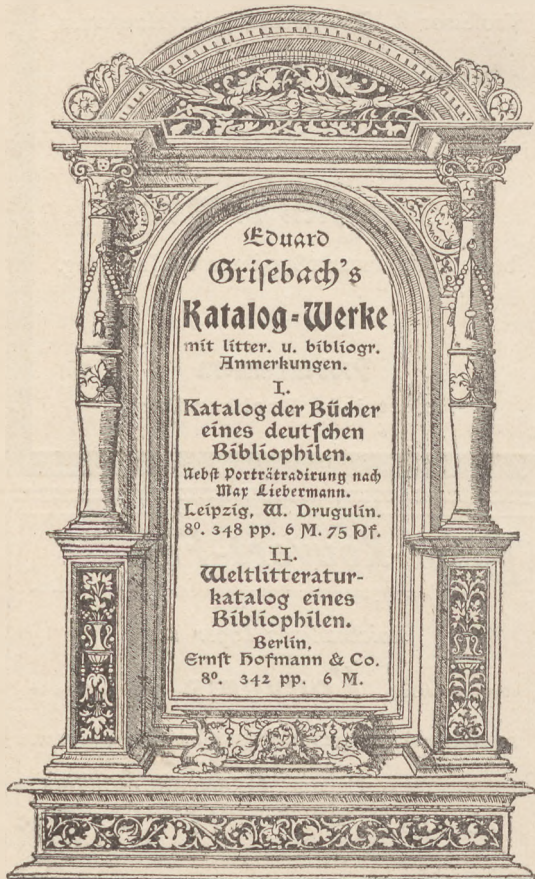 Eduard
Grisebach's
Katalog-Werke
mit litter. u. bibliogr.
Anmerkungen.
I.
Katalog der Bücher
eines deutschen
Bibliophilen.
Nebst Porträtradirung nach
Max Liebermann.
Leipzig, W. Drugulin.
8º. 348 pp. 6 M. 75 Pf.
II.
Weltlitteratur-
katalog eines
Bibliophilen.
Berlin.
Ernst Hofmann & Co.
8º. 342 pp. 6 M.